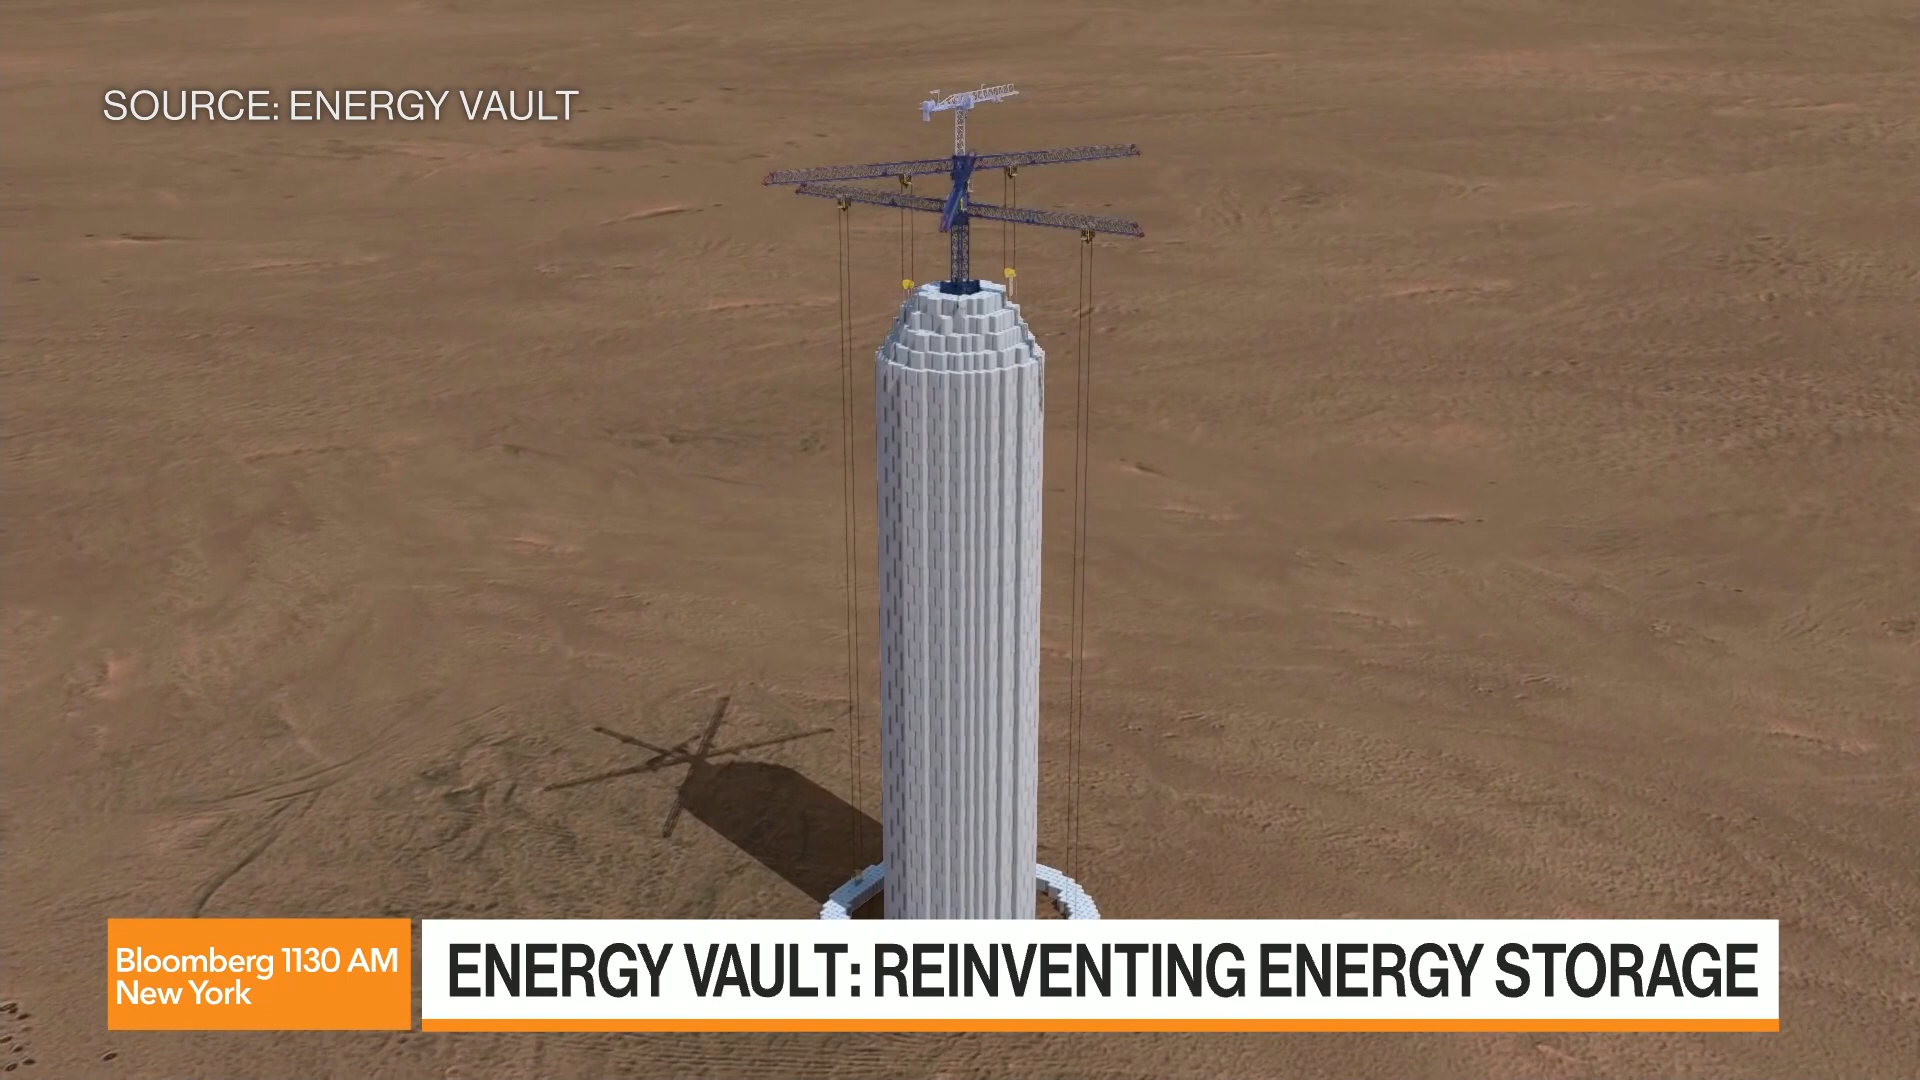 SOURCE: ENERGY VAULT
Bloomberg 1130 AM
New York
ENERGY VAULT: REINVENTING ENERGY STORAGE